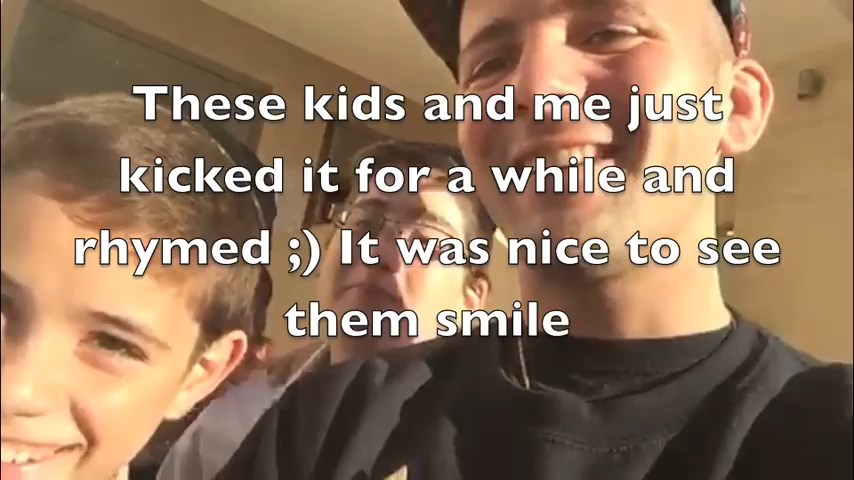 These kids and me just
kicked it for a while and
rhymed ;) It was nice to see
them smile